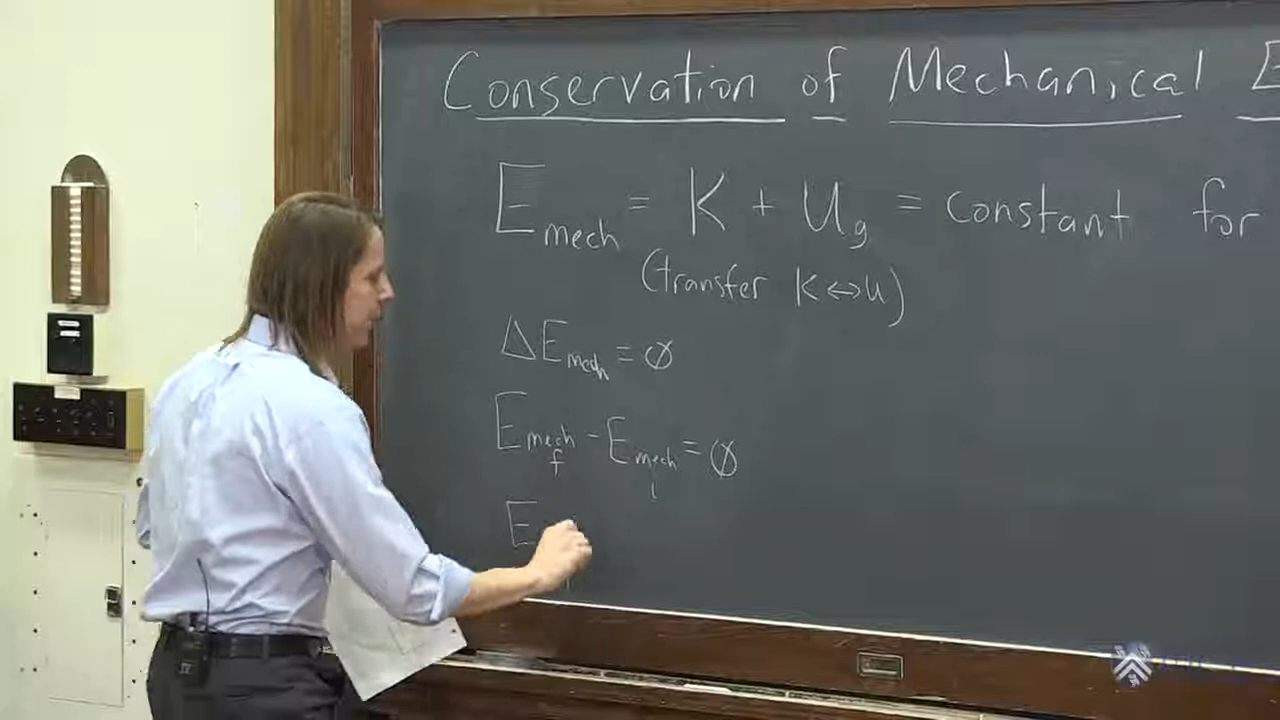 Conservation of Mechanical E
E mech = K + U g = constant for
(transfer K ↔ U)
ΔE mech = ∅
E mech f - E mech i = ∅
E